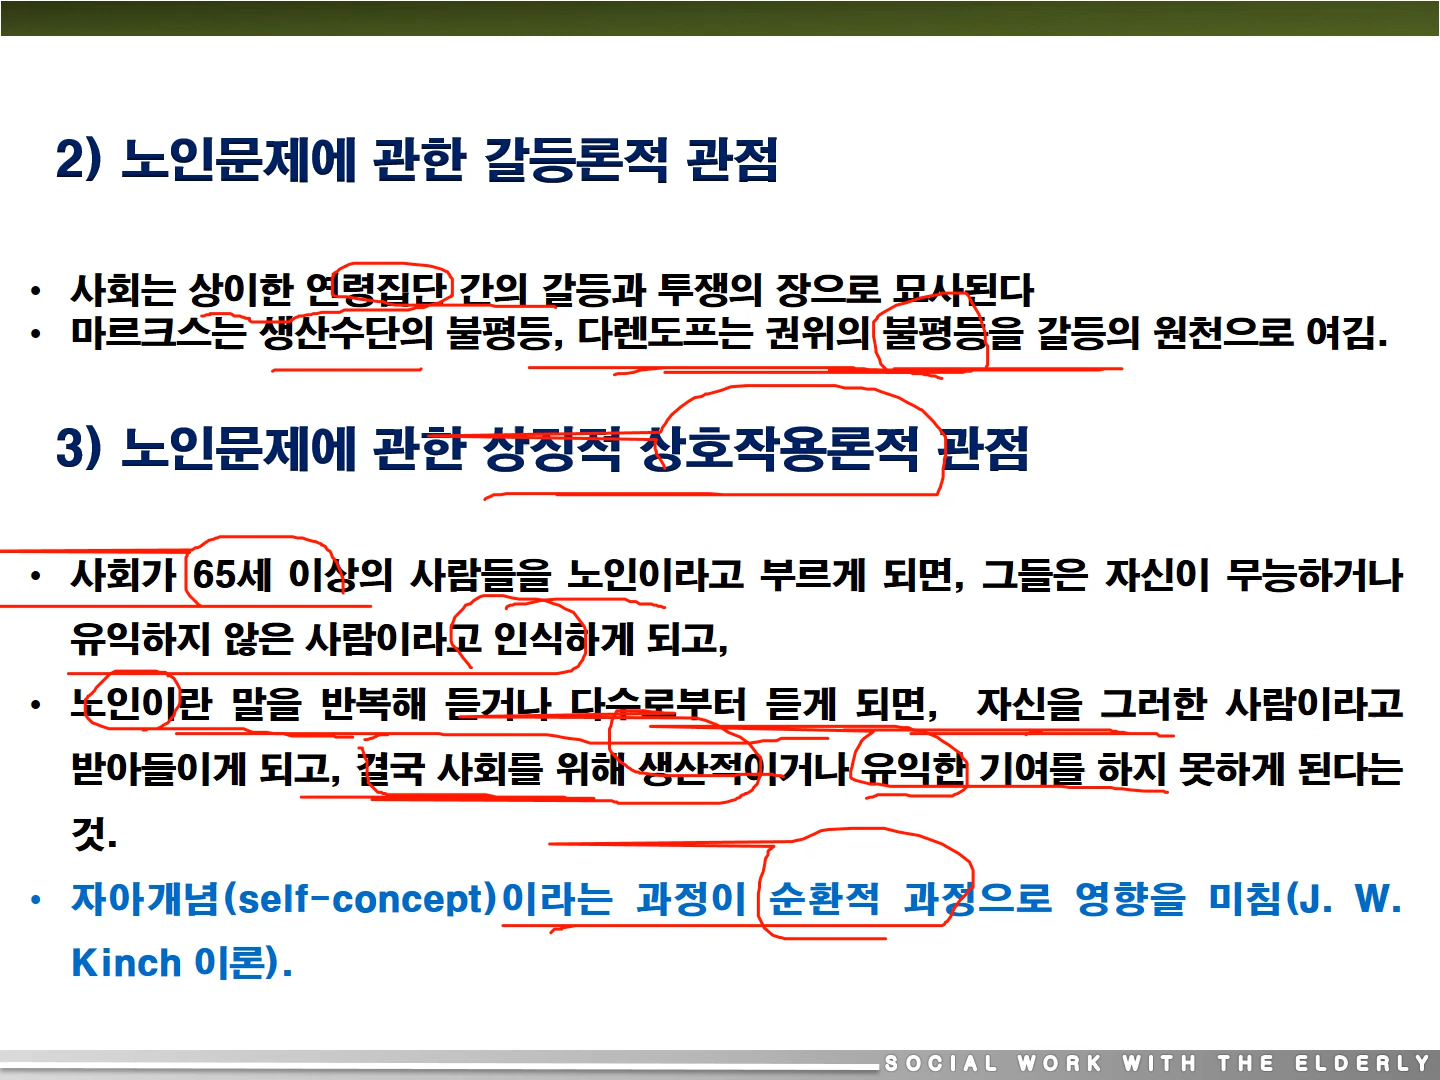 2) 노인문제에 관한 갈등론적 관점
• 사회는 상이한 연령집단 간의 갈등과 투쟁의 장으로 묘사된다
• 마르크스는 생산수단의 불평등, 다렌도프는 권위의 불평등을 갈등의 원천으로 여김.
3) 노인문제에 관한 상징적 상호작용론적 관점
• 사회가 65세 이상의 사람들을 노인이라고 부르게 되면, 그들은 자신이 무능하거나
유익하지 않은 사람이라고 인식하게 되고,
• 노인이란 말을 반복해 듣거나 다수로부터 듣게 되면, 자신을 그러한 사람이라고
받아들이게 되고, 결국 사회를 위해 생산적이거나 유익한 기여를 하지 못하게 된다는
것.
• 자아개념(self-concept)이라는 과정이 순환적 과정으로 영향을 미침(J. W.
Kinch 이론).
SOCIAL WORK WITH THE ELDERLY